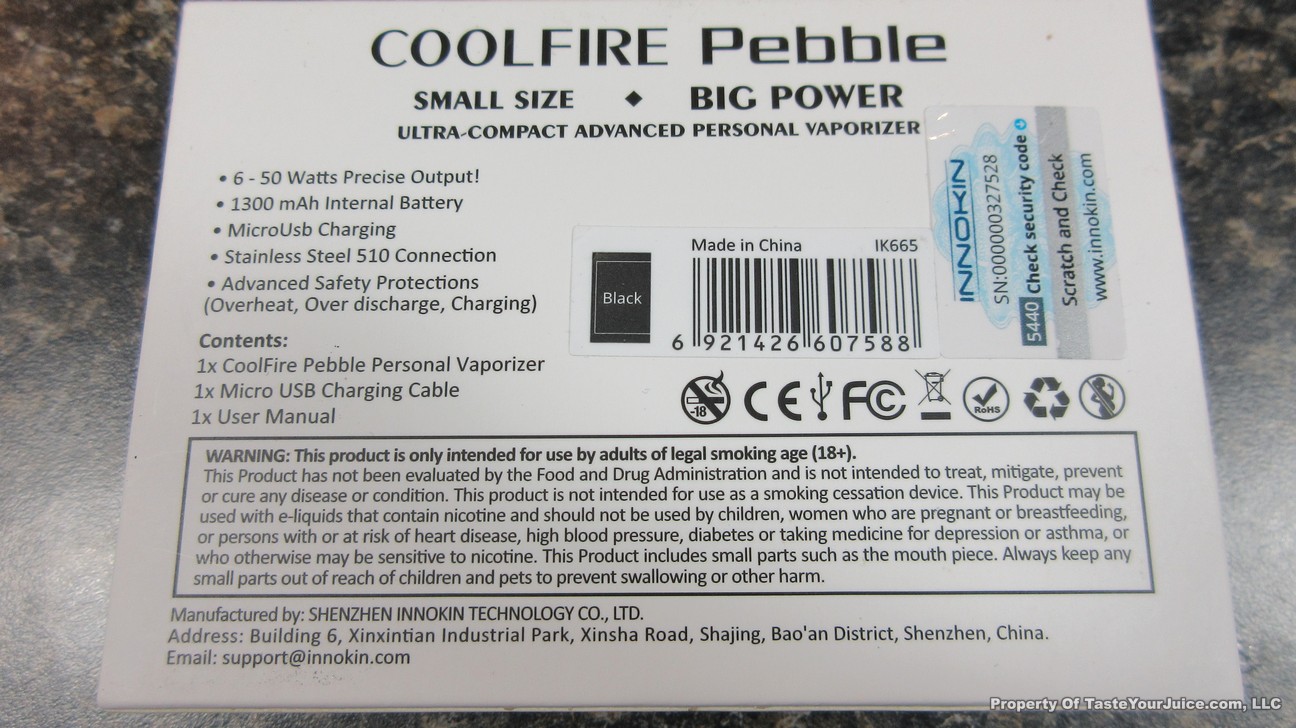 COOLFIRE Pebble
SMALL SIZE ◆ BIG POWER
ULTRA-COMPACT ADVANCED PERSONAL VAPORIZER
• 6 - 50 Watts Precise Output!
• 1300 mAh Internal Battery
• MicroUsb Charging
• Stainless Steel 510 Connection
• Advanced Safety Protections
(Overheat, Over discharge, Charging)
Contents:
1x CoolFire Pebble Personal Vaporizer
1x Micro USB Charging Cable
1x User Manual
Black
Made in China IK665
6 921426 607588
INNOKIN
SN:0000000327528
5440 Check security code
Scratch and Check
www.innokin.com
-18
CE
FC
RoHS
WARNING: This product is only intended for use by adults of legal smoking age (18+).
This Product has not been evaluated by the Food and Drug Administration and is not intended to treat, mitigate, prevent
or cure any disease or condition. This product is not intended for use as a smoking cessation device. This Product may be
used with e-liquids that contain nicotine and should not be used by children, women who are pregnant or breastfeeding,
or persons with or at risk of heart disease, high blood pressure, diabetes or taking medicine for depression or asthma, or
who otherwise may be sensitive to nicotine. This Product includes small parts such as the mouth piece. Always keep any
small parts out of reach of children and pets to prevent swallowing or other harm.
Manufactured by: SHENZHEN INNOKIN TECHNOLOGY CO., LTD.
Address: Building 6, Xinxintian Industrial Park, Xinsha Road, Shajing, Bao'an District, Shenzhen, China.
Email: support@innokin.com
Property Of TasteYourJuice.com, LLC